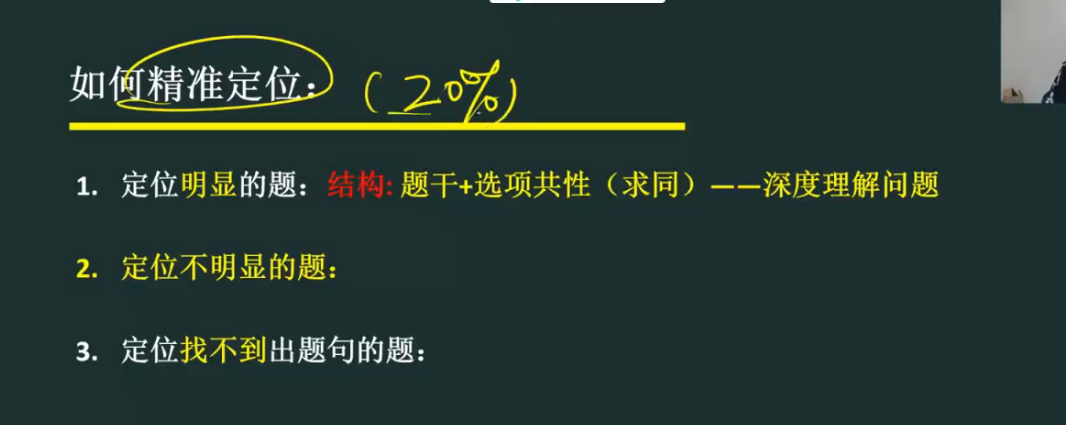 如何精准定位：（20%）
1. 定位明显的题：结构: 题干+选项共性（求同）——深度理解问题
2. 定位不明显的题：
3. 定位找不到出题句的题：